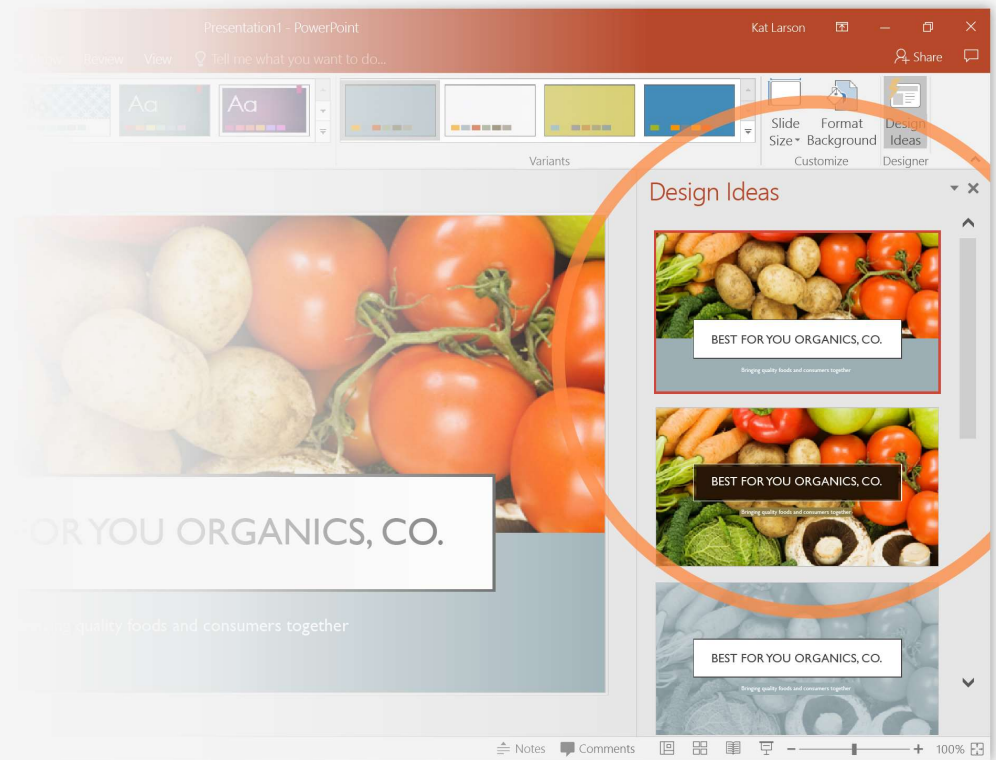 Presentation1 - PowerPoint
Kat Larson
View
Tell me what you want to do...
Share
Aa
Aa
Slide
Size
Format
Background
Design
Ideas
Variants
Customize
Designer
Design Ideas
OR YOU ORGANICS, CO.
quality foods and consumers together
BEST FOR YOU ORGANICS, CO.
Bringing quality foods and consumers together
BEST FOR YOU ORGANICS, CO.
Bringing quality foods and consumers together
BEST FOR YOU ORGANICS, CO.
Bringing quality foods and consumers together
Notes
Comments
100%